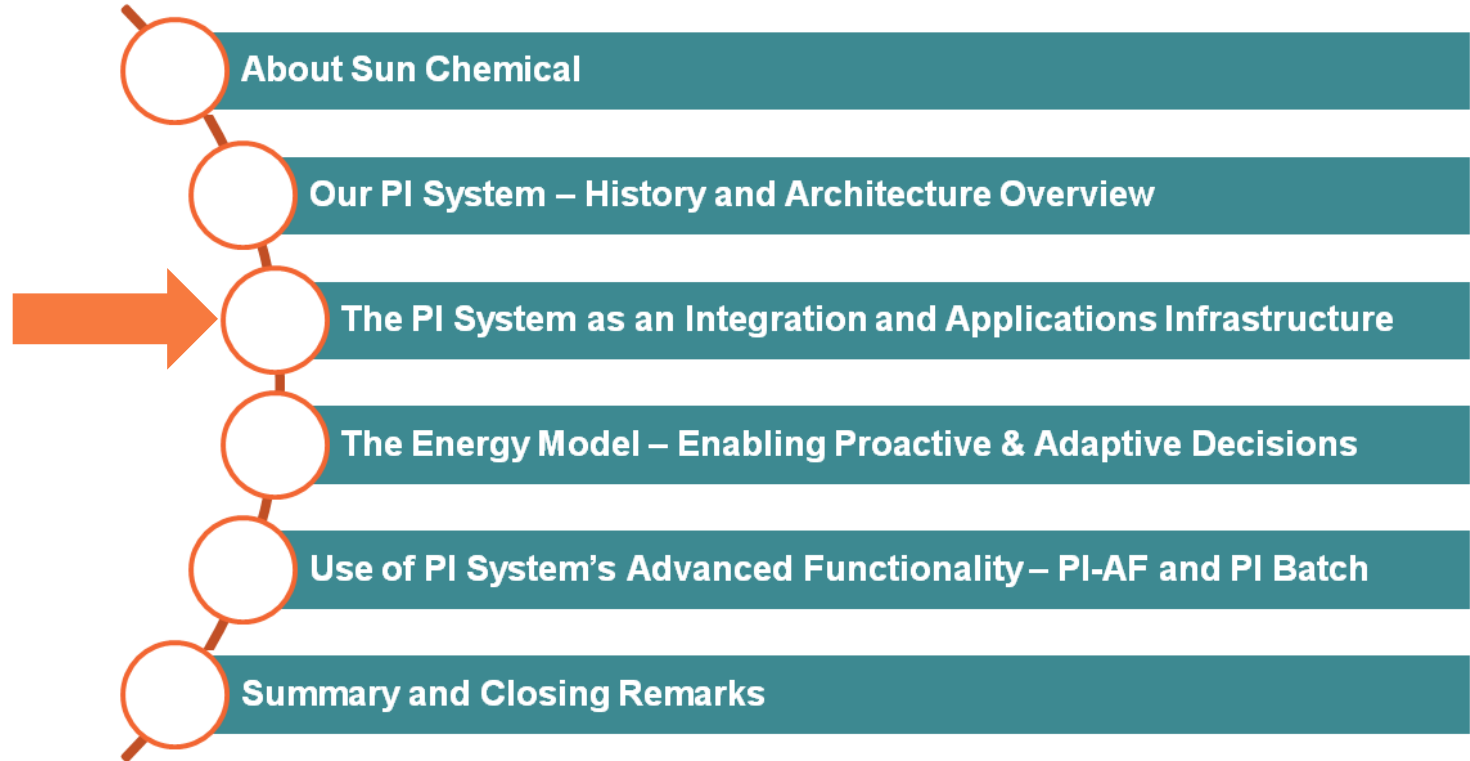 About Sun Chemical
Our PI System – History and Architecture Overview
The PI System as an Integration and Applications Infrastructure
The Energy Model – Enabling Proactive & Adaptive Decisions
Use of PI System's Advanced Functionality – PI-AF and PI Batch
Summary and Closing Remarks